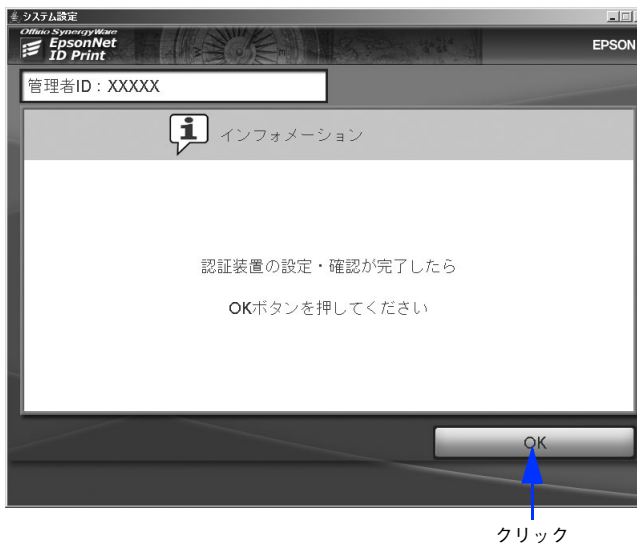 システム設定
Offirio SynergyWare
EpsonNet
ID Print
EPSON
管理者ID：XXXXX
i インフォメーション
認証装置の設定・確認が完了したら
OKボタンを押してください
OK
クリック